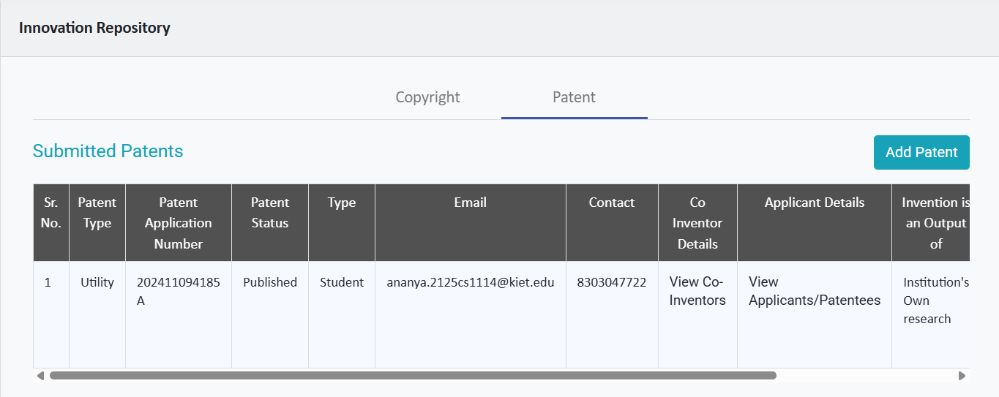 Innovation Repository
Copyright
Patent
Submitted Patents
Add Patent
Sr. No.
Patent Type
Patent Application Number
Patent Status
Type
Email
Contact
Co Inventor Details
Applicant Details
Invention is an Output of
1
Utility
202411094185 A
Published
Student
ananya.2125cs1114@kiet.edu
8303047722
View Co-Inventors
View Applicants/Patentees
Institution's Own research